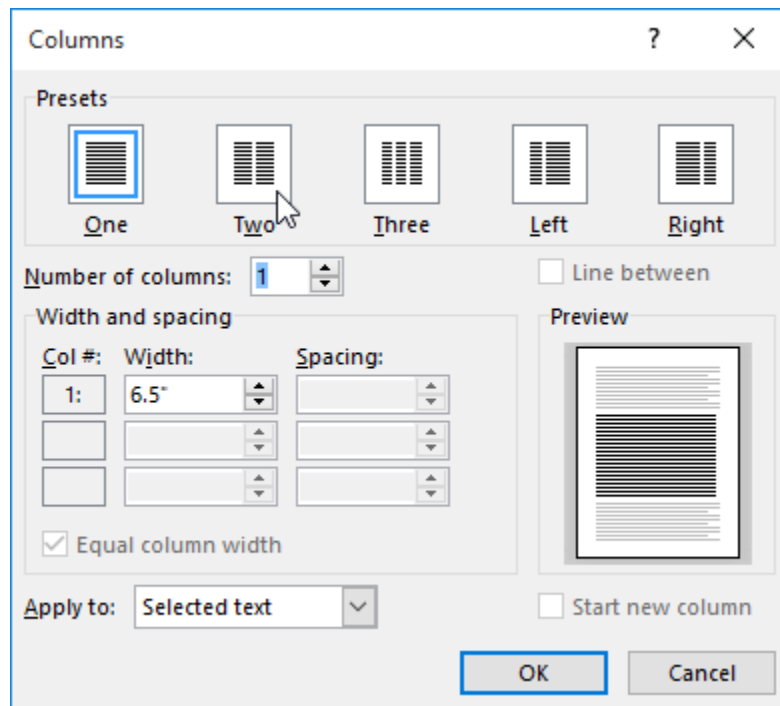 Columns ?
Presets
One Two Three Left Right
Number of columns: 1 Line between
Width and spacing Preview
Col #: Width: Spacing:
1: 6.5"
Equal column width
Apply to: Selected text Start new column
OK Cancel